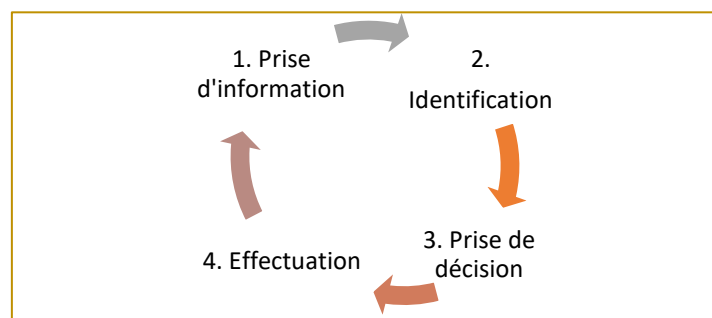 1. Prise
d'information
2.
Identification
3. Prise de
décision
4. Effectuation